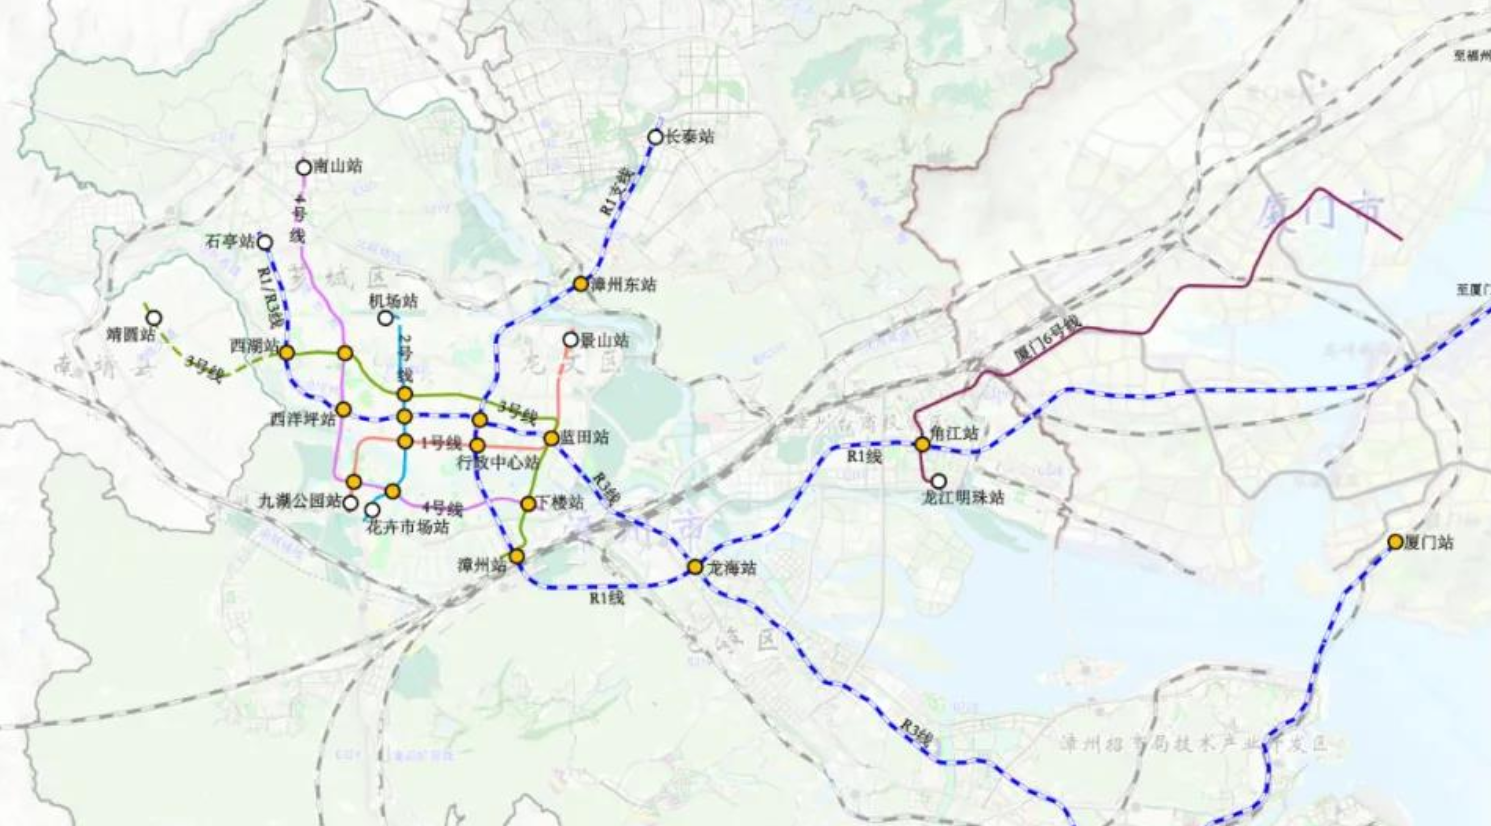 至福州
长泰站
南山站
R1支线
4号线
石亭站
厦门市
芗城区
R1/R3线
漳州东站
机场站
至厦门
靖圆站
景山站
厦门6号线
2号线
西湖站
南靖县
3号线
龙文区
3号线
西洋坪站
角江站
蓝田站
1号线
R1线
行政中心站
R3线
龙江明珠站
九湖公园站
4号线
下楼站
花卉市场站
厦门站
漳州站
龙海站
R1线
R3线
漳州招商局技术产业开发区